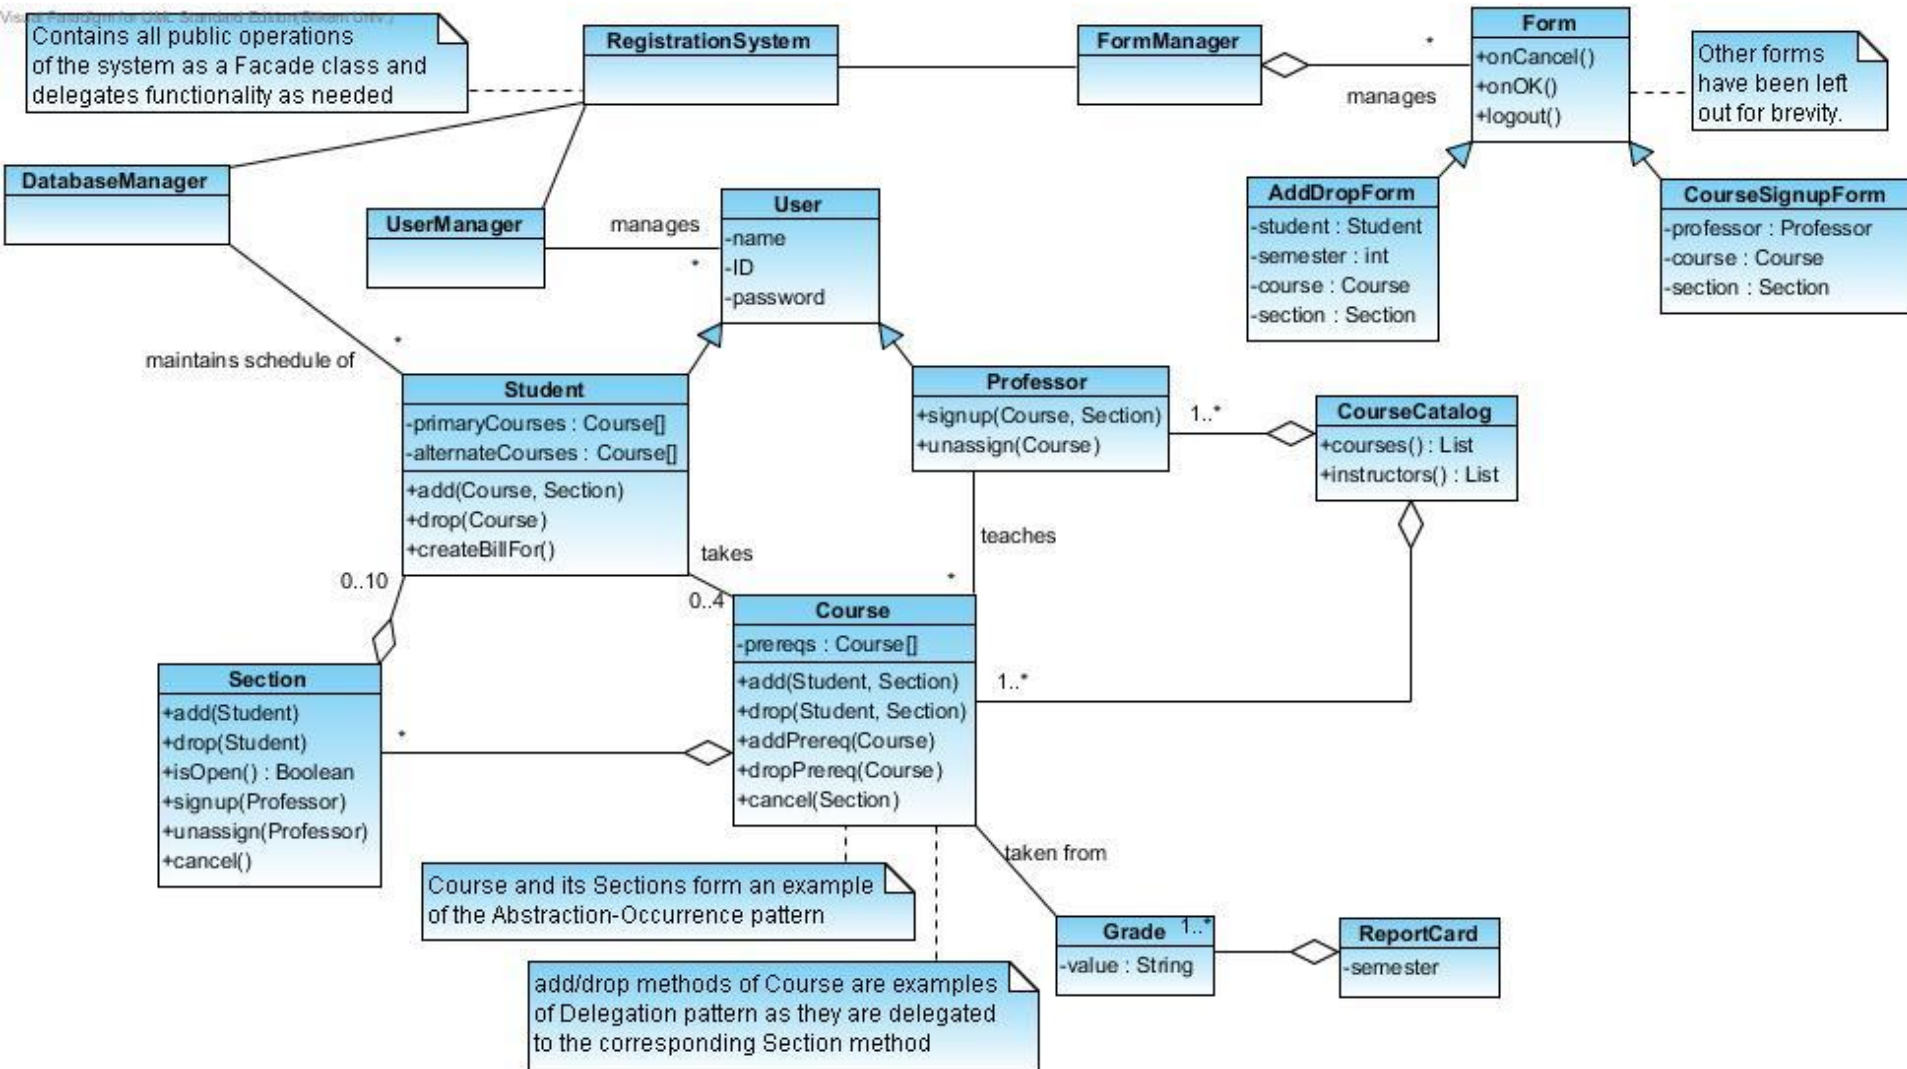 Contains all public operations
of the system as a Facade class and
delegates functionality as needed
RegistrationSystem
FormManager
*
manages
Form
+onCancel()
+onOK()
+logout()
Other forms
have been left
out for brevity.
DatabaseManager
UserManager
manages
*
User
-name
-ID
-password
AddDropForm
-student : Student
-semester : int
-course : Course
-section : Section
CourseSignupForm
-professor : Professor
-course : Course
-section : Section
*
maintains schedule of
Student
-primaryCourses : Course[]
-alternateCourses : Course[]
+add(Course, Section)
+drop(Course)
+createBillFor()
Professor
+signup(Course, Section)
+unassign(Course)
1..*
CourseCatalog
+courses() : List
+instructors() : List
teaches
*
takes
0..4
0..10
Section
+add(Student)
+drop(Student)
+isOpen() : Boolean
+signup(Professor)
+unassign(Professor)
+cancel()
*
Course
-prereqs : Course[]
+add(Student, Section)
+drop(Student, Section)
+addPrereq(Course)
+dropPrereq(Course)
+cancel(Section)
1..*
taken from
Course and its Sections form an example
of the Abstraction-Occurrence pattern
add/drop methods of Course are examples
of Delegation pattern as they are delegated
to the corresponding Section method
Grade
1..*
-value : String
ReportCard
-semester